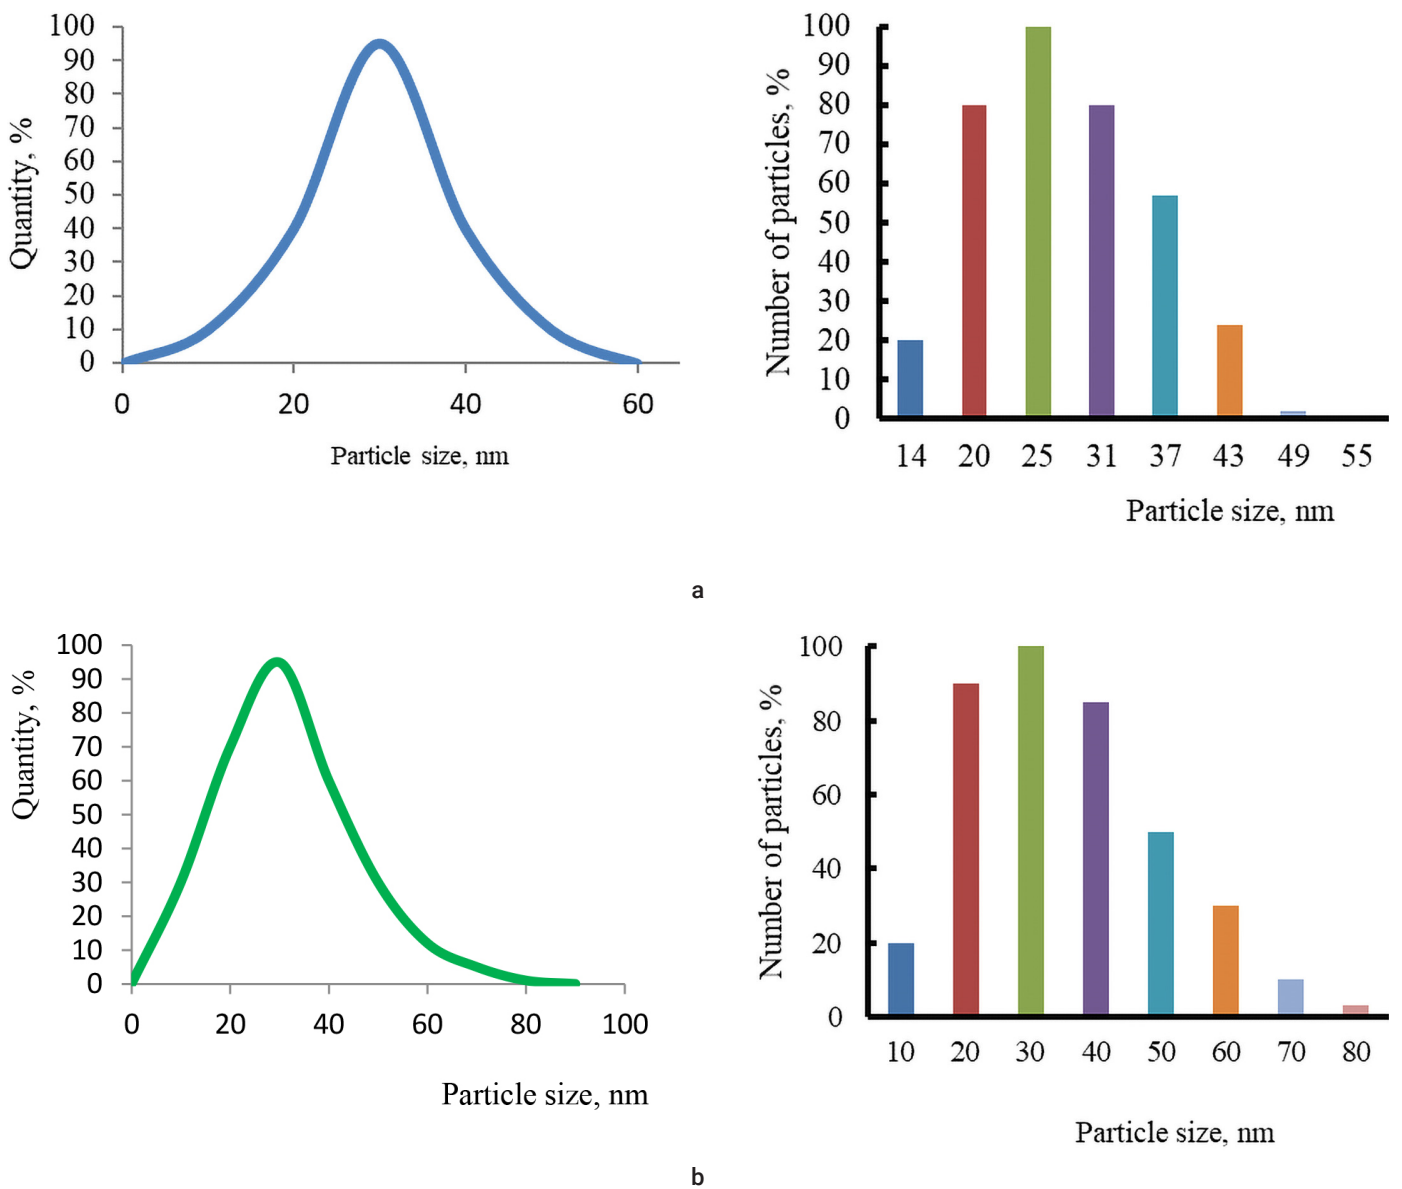 Quantity, %
100
90
80
70
60
50
40
30
20
10
0
0 20 40 60
Particle size, nm
Number of particles, %
100
90
80
70
60
50
40
30
20
10
0
14 20 25 31 37 43 49 55
Particle size, nm
a
Quantity, %
100
90
80
70
60
50
40
30
20
10
0
0 20 40 60 80 100
Particle size, nm
Number of particles, %
100
80
60
40
20
0
10 20 30 40 50 60 70 80
Particle size, nm
b